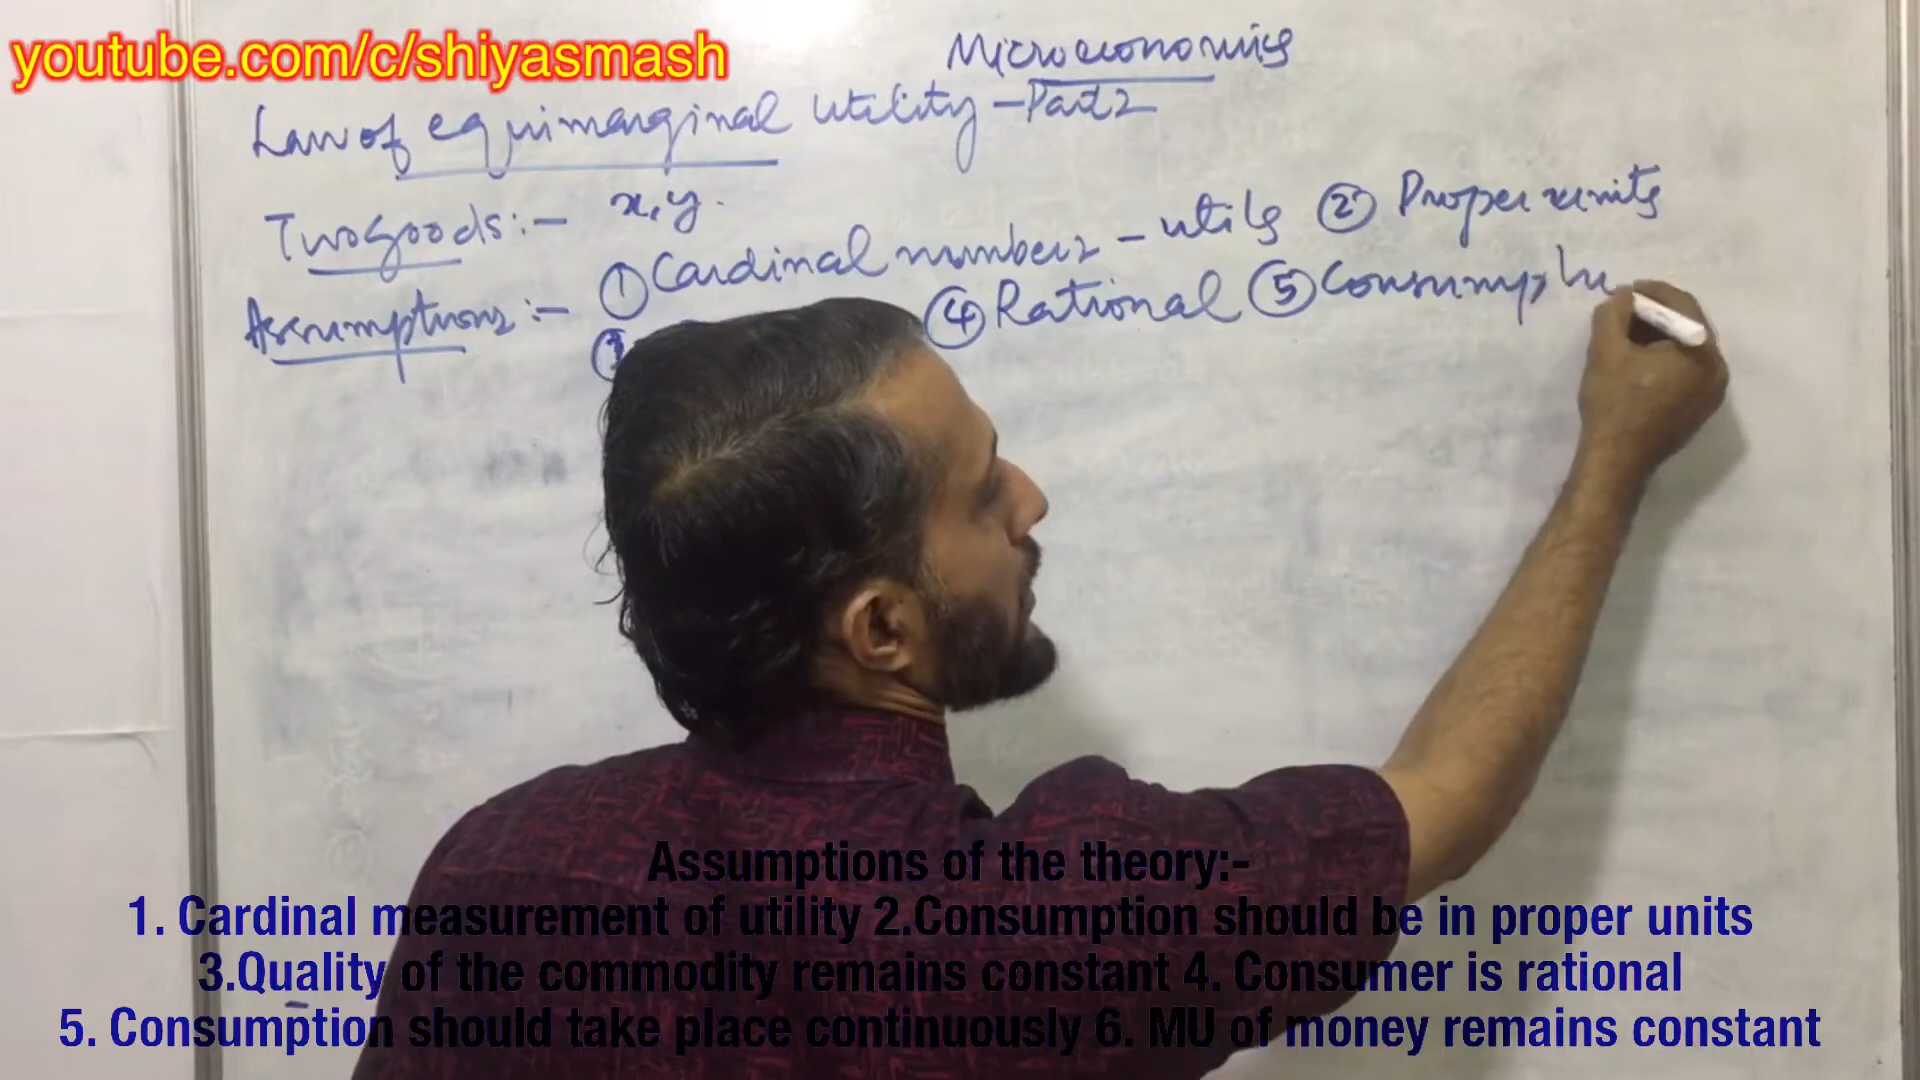 youtube.com/c/shiyasmash
Microeconomics
Law of equimarginal utility - Part 2
Two Goods :- x, y.
Assumptions :- ① Cardinal numbers - utils ② Proper units
③ ④ Rational ⑤
Assumptions of the theory:-
1. Cardinal measurement of utility 2.Consumption should be in proper units
3.Quality of the commodity remains constant 4. Consumer is rational
5. Consumption should take place continuously 6. MU of money remains constant